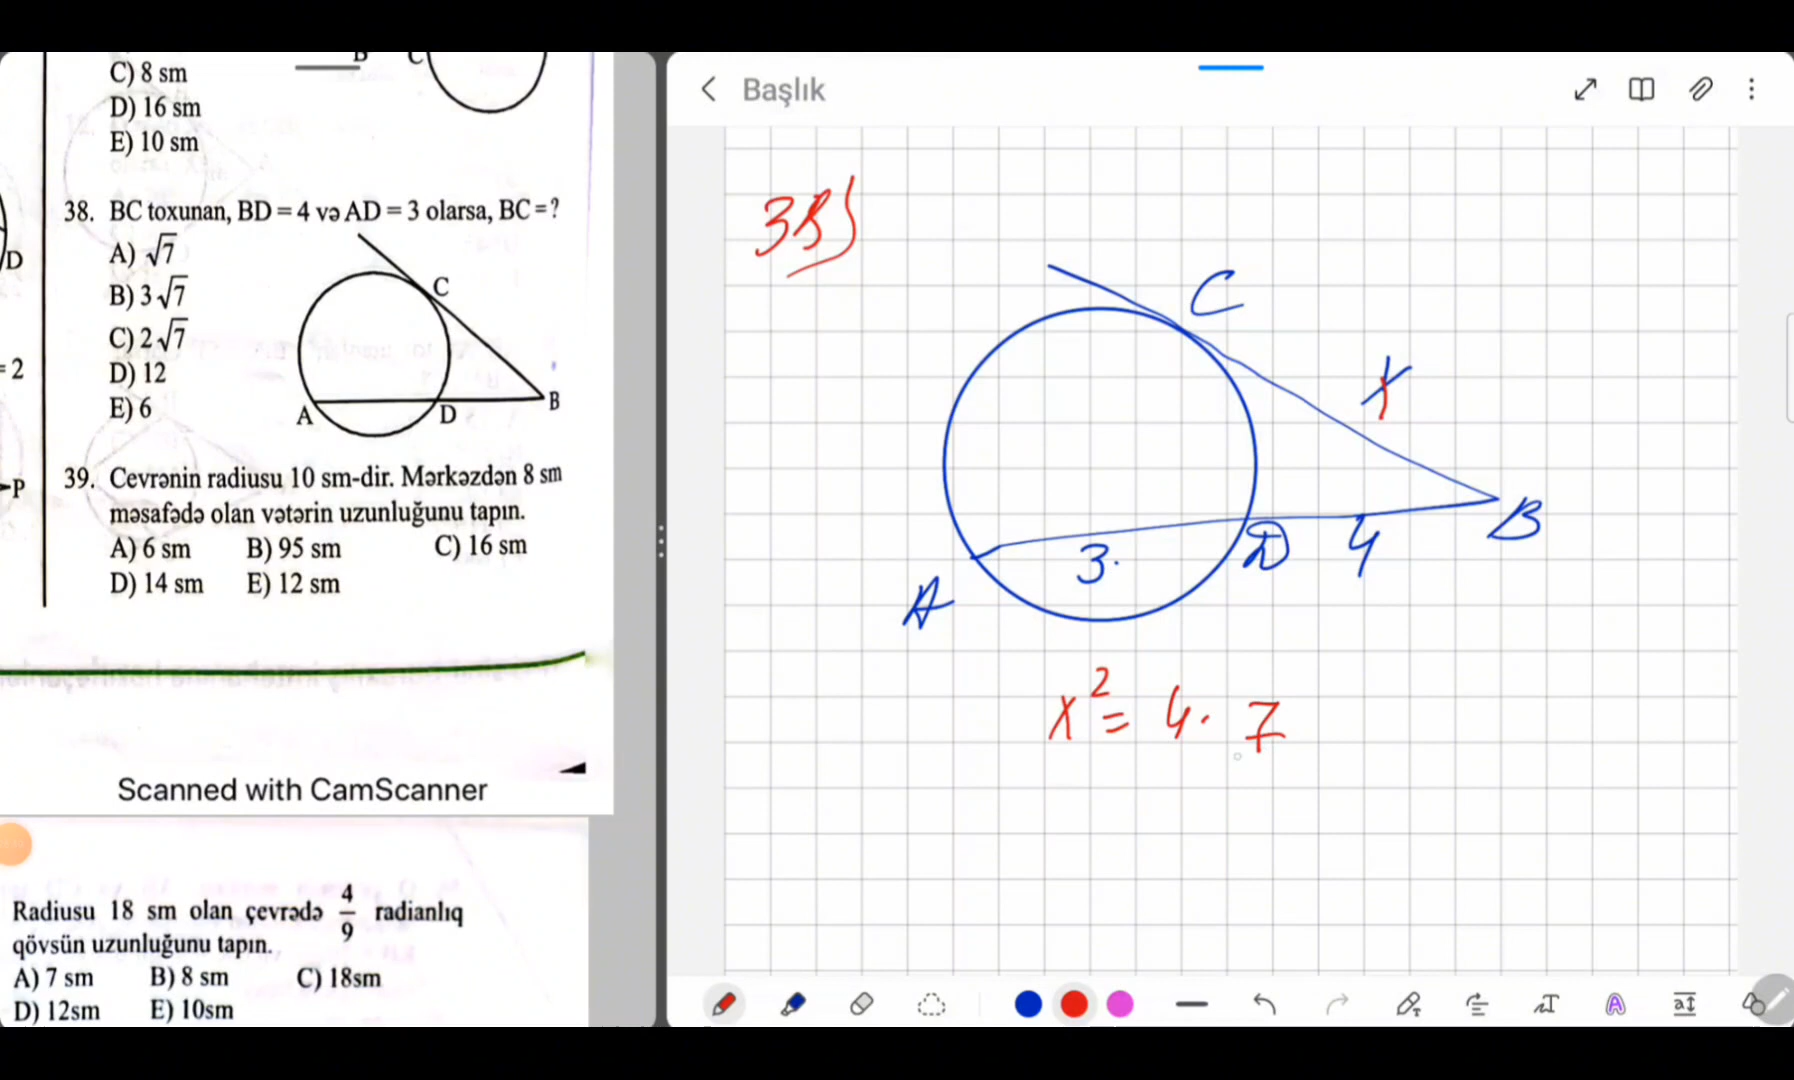 C) 8 sm
D) 16 sm
E) 10 sm
B
C
D
= 2
P
38. BC toxunan, BD = 4 və AD = 3 olarsa, BC = ?
A) √7
B) 3√7
C) 2√7
D) 12
E) 6
C
A
D
B
39. Cevrənin radiusu 10 sm-dir. Mərkəzdən 8 sm
məsafədə olan vətərin uzunluğunu tapın.
A) 6 sm B) 95 sm C) 16 sm
D) 14 sm E) 12 sm
Scanned with CamScanner
Radiusu 18 sm olan çevrədə 4/9 radianlıq
qövsün uzunluğunu tapın.
A) 7 sm B) 8 sm C) 18sm
D) 12sm E) 10sm
Başlık
38)
C
x
B
3.
D
4
A
x² = 4 . 7